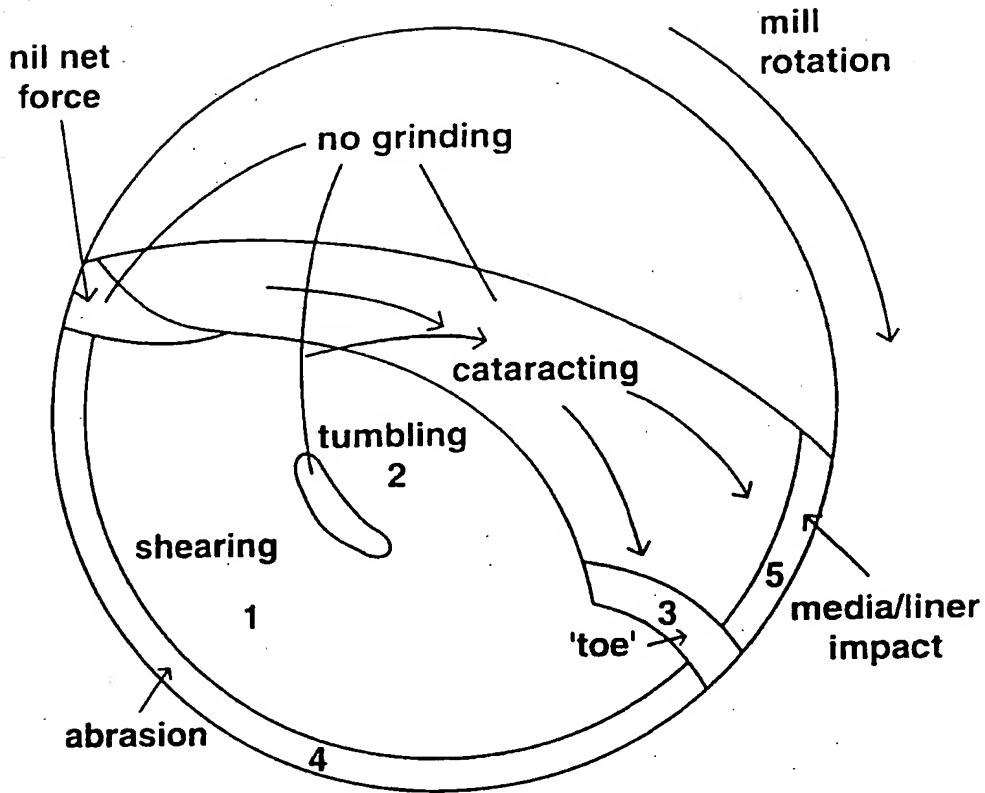 mill
rotation
nil net
force
no grinding
cataracting
tumbling
2
shearing
1
5
3
'toe'
media/liner
impact
abrasion
4